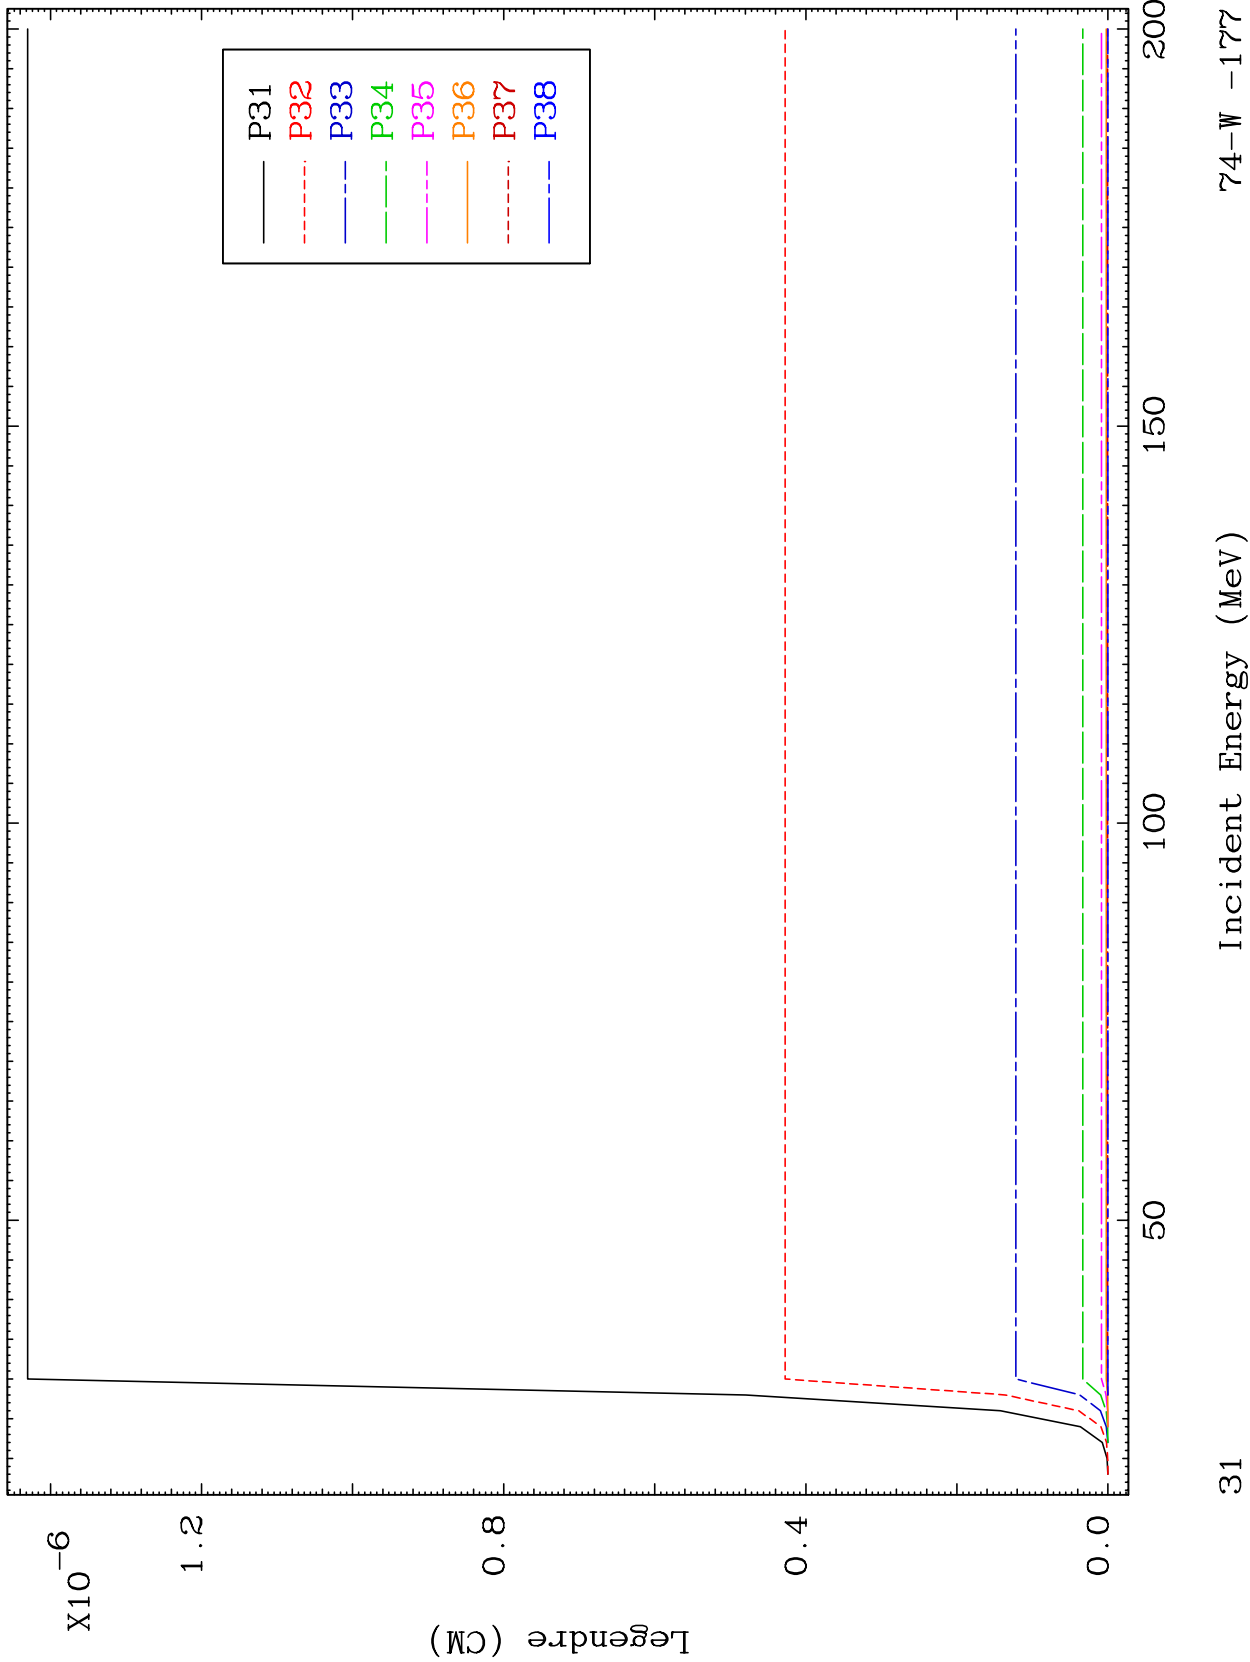 X10-6
1.2
0.8
0.4
0.0
Legendre (CM)
P31
P32
P33
P34
P35
P36
P37
P38
50
100
150
200
31
Incident Energy (MeV)
74-W -177